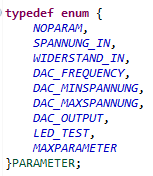 typedef enum {
NOPARAM,
SPANNUNG_IN,
WIDERSTAND_IN,
DAC_FREQUENCY,
DAC_MINSPANNUNG,
DAC_MAXSPANNUNG,
DAC_OUTPUT,
LED_TEST,
MAXPARAMETER
}PARAMETER;